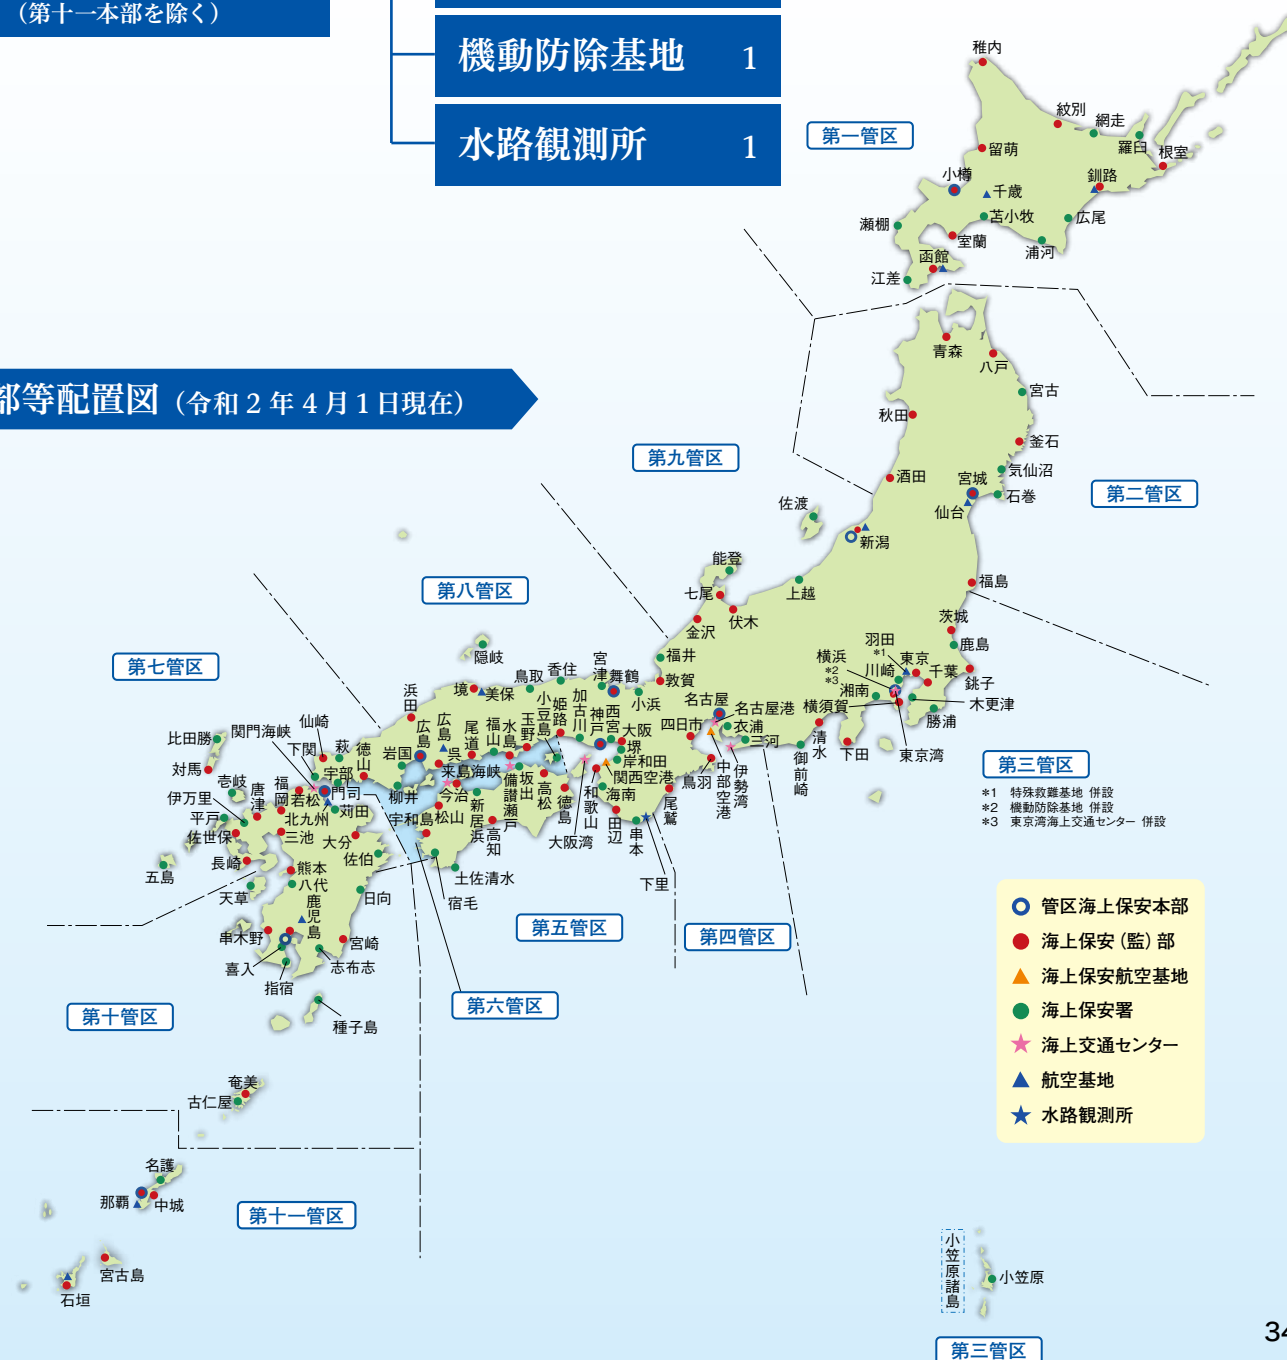 （第十一本部を除く）
機動防除基地 1
水路観測所 1
部等配置図（令和２年４月１日現在）
第一管区
稚内
紋別
網走
羅臼
根室
留萌
小樽
千歳
釧路
苫小牧
広尾
瀬棚
室蘭
浦河
函館
江差
青森
八戸
宮古
秋田
釜石
第九管区
酒田
宮城
気仙沼
石巻
第二管区
仙台
佐渡
新潟
能登
上越
福島
七尾
伏木
金沢
茨城
鹿島
第八管区
隠岐
福井
敦賀
羽田
*1
東京
横浜
*2
*3
川崎
千葉
銚子
湘南
横須賀
木更津
勝浦
東京湾
第七管区
浜田
境
美保
鳥取
香住
宮津
舞鶴
小浜
名古屋
名古屋港
四日市
衣浦
三河
清水
下田
御前崎
伊勢湾
中部空港
鳥羽
尾鷲
第三管区
*1 特殊救難基地 併設
*2 機動防除基地 併設
*3 東京湾海上交通センター 併設
関門海峡
仙崎
下関
萩
宇部
徳山
岩国
広島
広島
呉
尾道
福山
水島
玉野
小豆島
姫路
加古川
神戸
西宮
大阪
堺
岸和田
関西空港
海南
来島海峡
今治
新居浜
備讃瀬戸
坂出
高松
徳島
和歌山
田辺
串本
大阪湾
下里
比田勝
対馬
壱岐
唐津
福岡
若松
門司
北九州
苅田
柳井
伊万里
平戸
佐世保
三池
大分
宇和島
松山
高知
長崎
佐伯
五島
熊本
八代
天草
鹿児島
日向
土佐清水
宿毛
第五管区
第四管区
串木野
宮崎
喜入
志布志
指宿
第六管区
第十管区
種子島
奄美
古仁屋
名護
那覇
中城
第十一管区
宮古島
石垣
管区海上保安本部
海上保安（監）部
海上保安航空基地
海上保安署
海上交通センター
航空基地
水路観測所
小笠原諸島
小笠原
第三管区
34